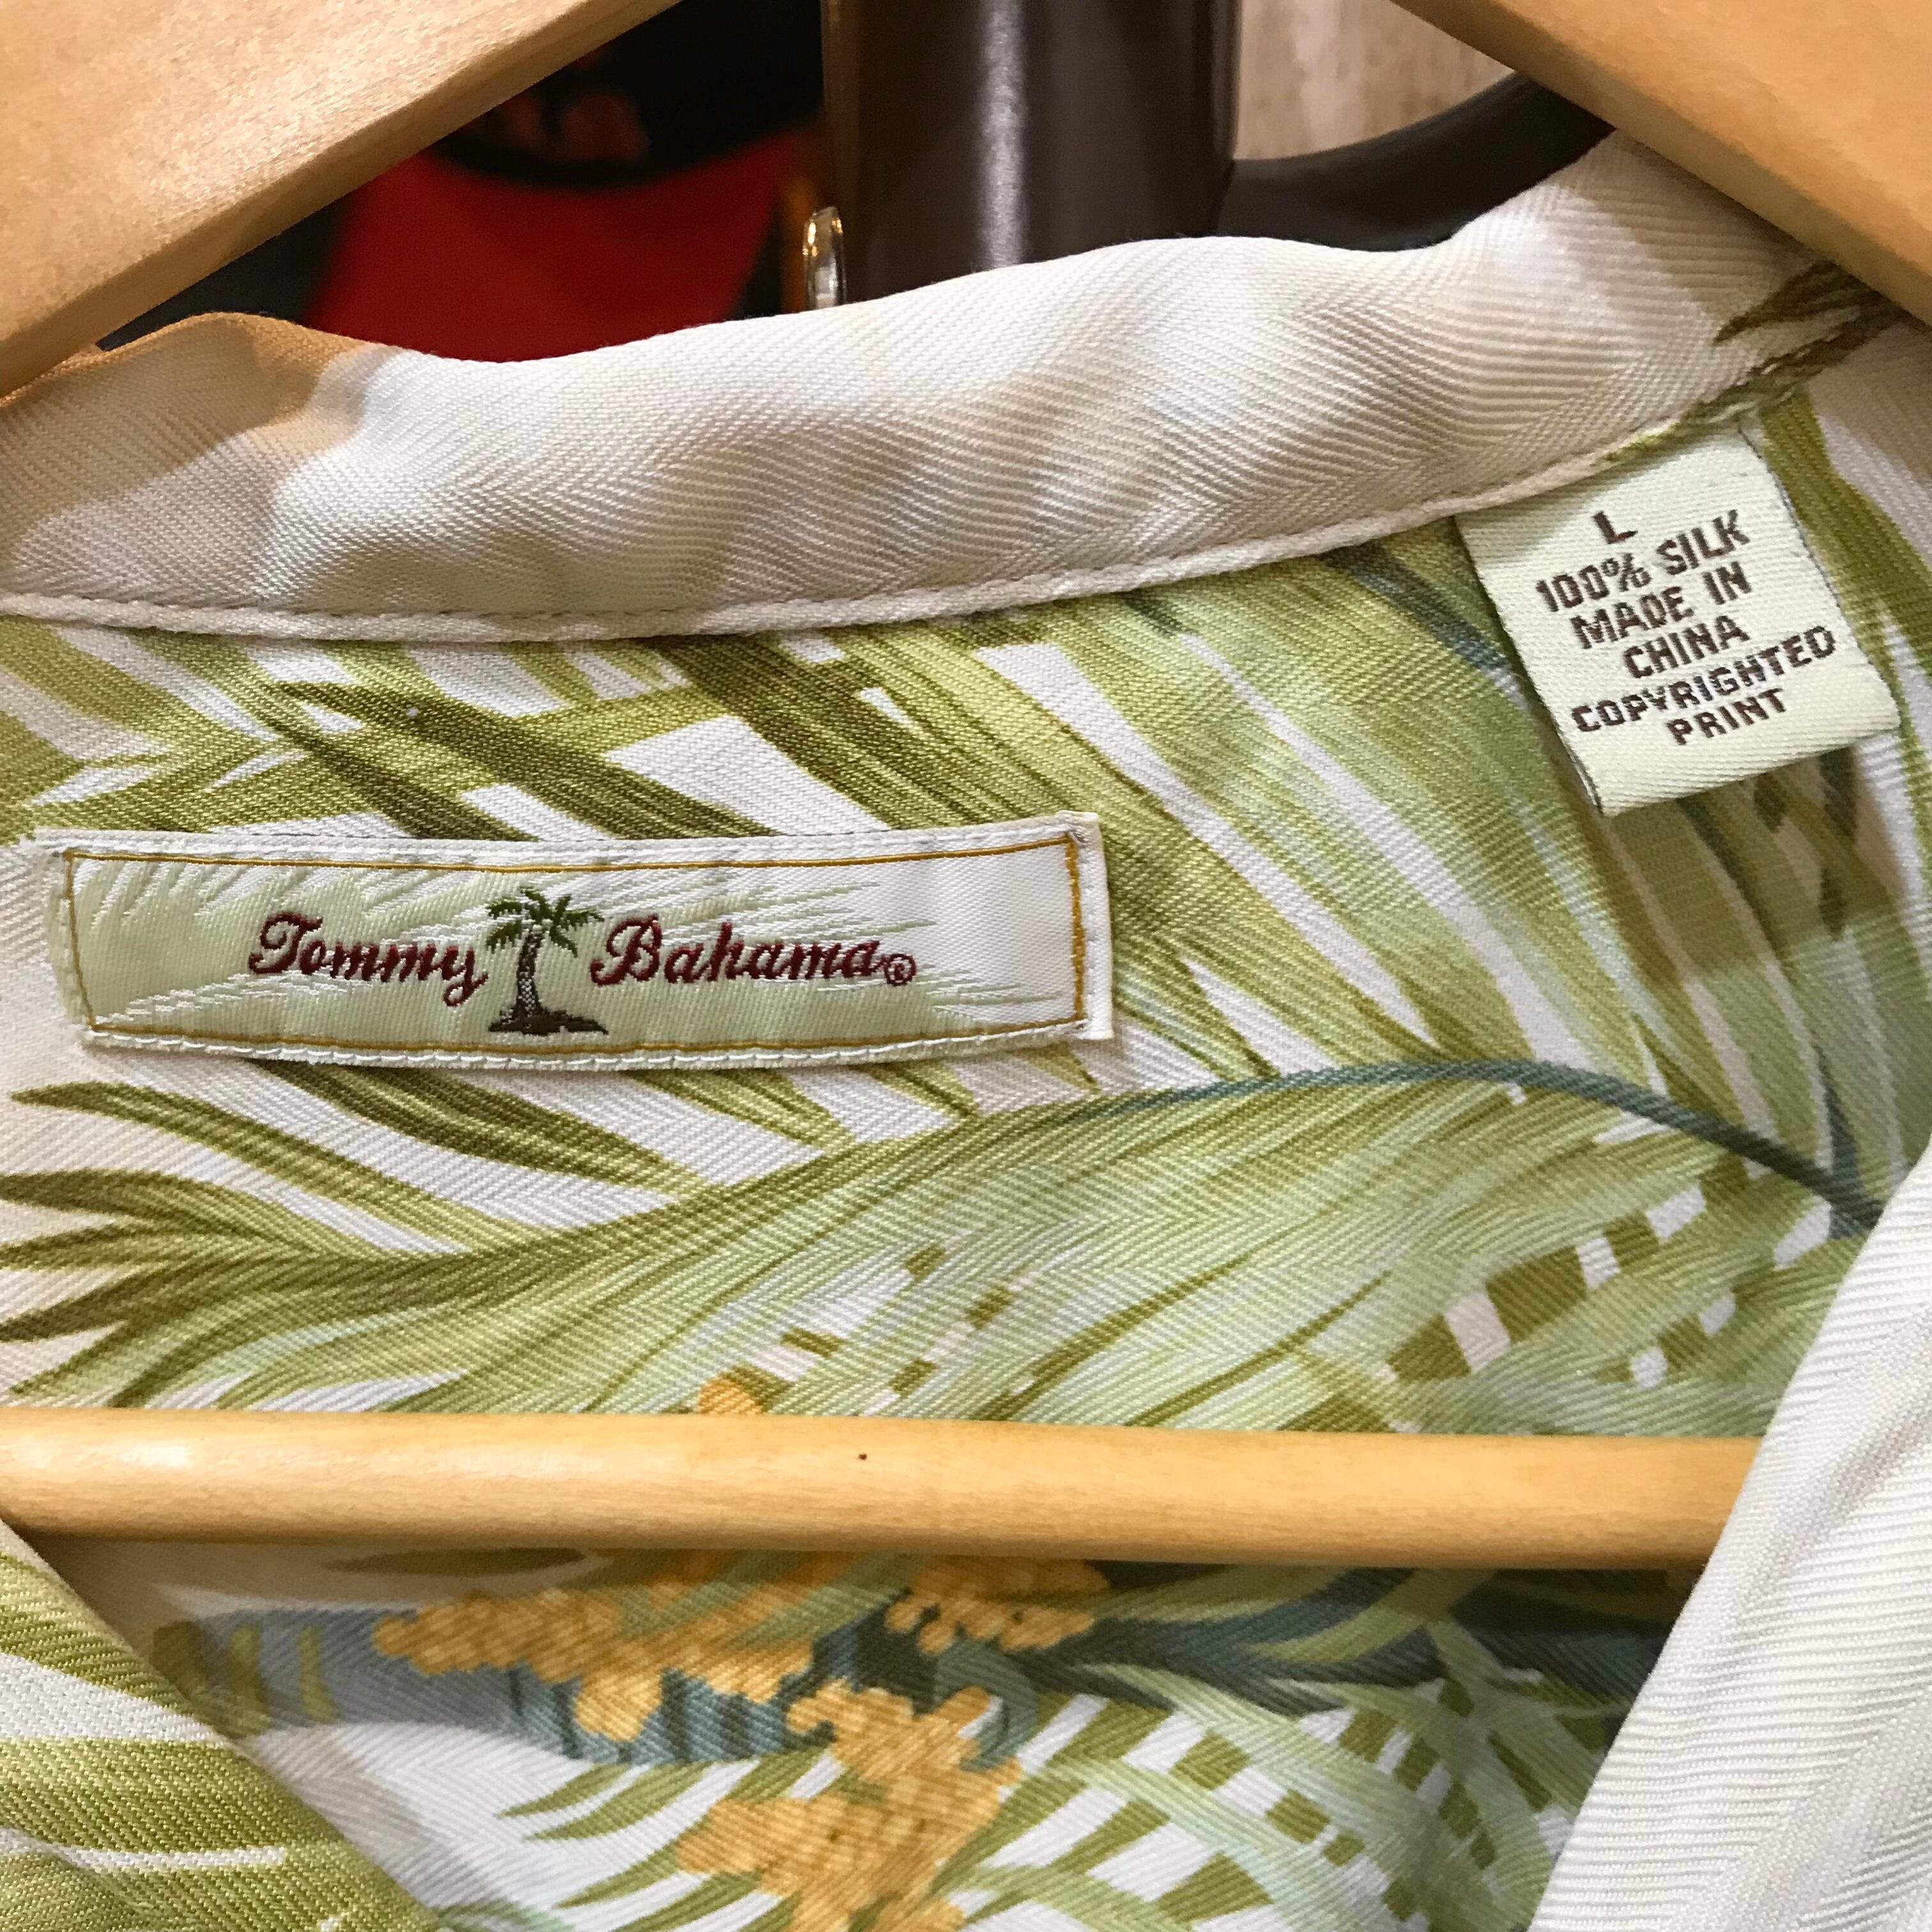 Tommy Bahama®
L
100% SILK
MADE IN
CHINA
COPYRIGHTED
PRINT